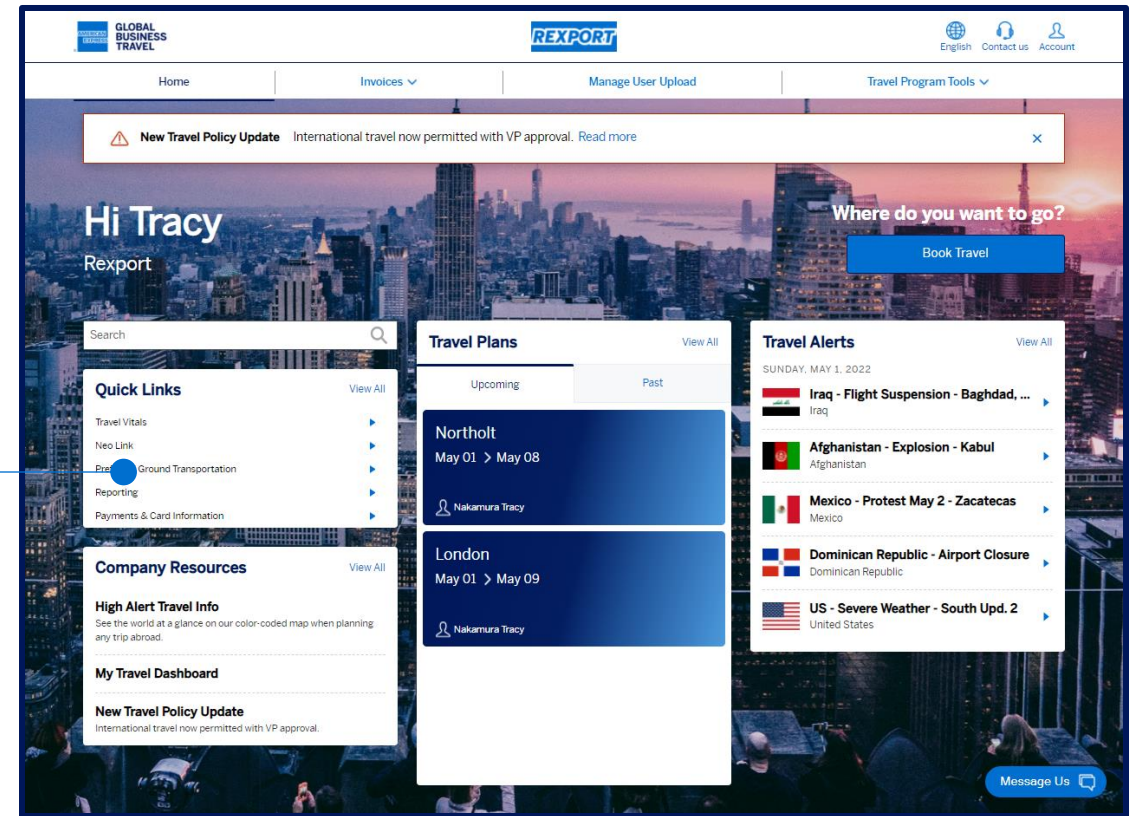 AMERICAN EXPRESS
GLOBAL
BUSINESS
TRAVEL
REXPORT
English
Contact us
Account
Home
Invoices
Manage User Upload
Travel Program Tools
New Travel Policy Update International travel now permitted with VP approval. Read more
Hi Tracy
Rexport
Where do you want to go?
Book Travel
Search
Quick Links
View All
Travel Vitals
Neo Link
Ground Transportation
Reporting
Payments & Card Information
Company Resources
View All
High Alert Travel Info
See the world at a glance on our color-coded map when planning
any trip abroad.
My Travel Dashboard
New Travel Policy Update
International travel now permitted with VP approval.
Travel Plans
View All
Upcoming
Past
Northolt
May 01 > May 08
Nakamura Tracy
London
May 01 > May 09
Nakamura Tracy
Travel Alerts
View All
SUNDAY, MAY 1, 2022
Iraq - Flight Suspension - Baghdad, ...
Iraq
Afghanistan - Explosion - Kabul
Afghanistan
Mexico - Protest May 2 - Zacatecas
Mexico
Dominican Republic - Airport Closure
Dominican Republic
US - Severe Weather - South Upd. 2
United States
Message Us